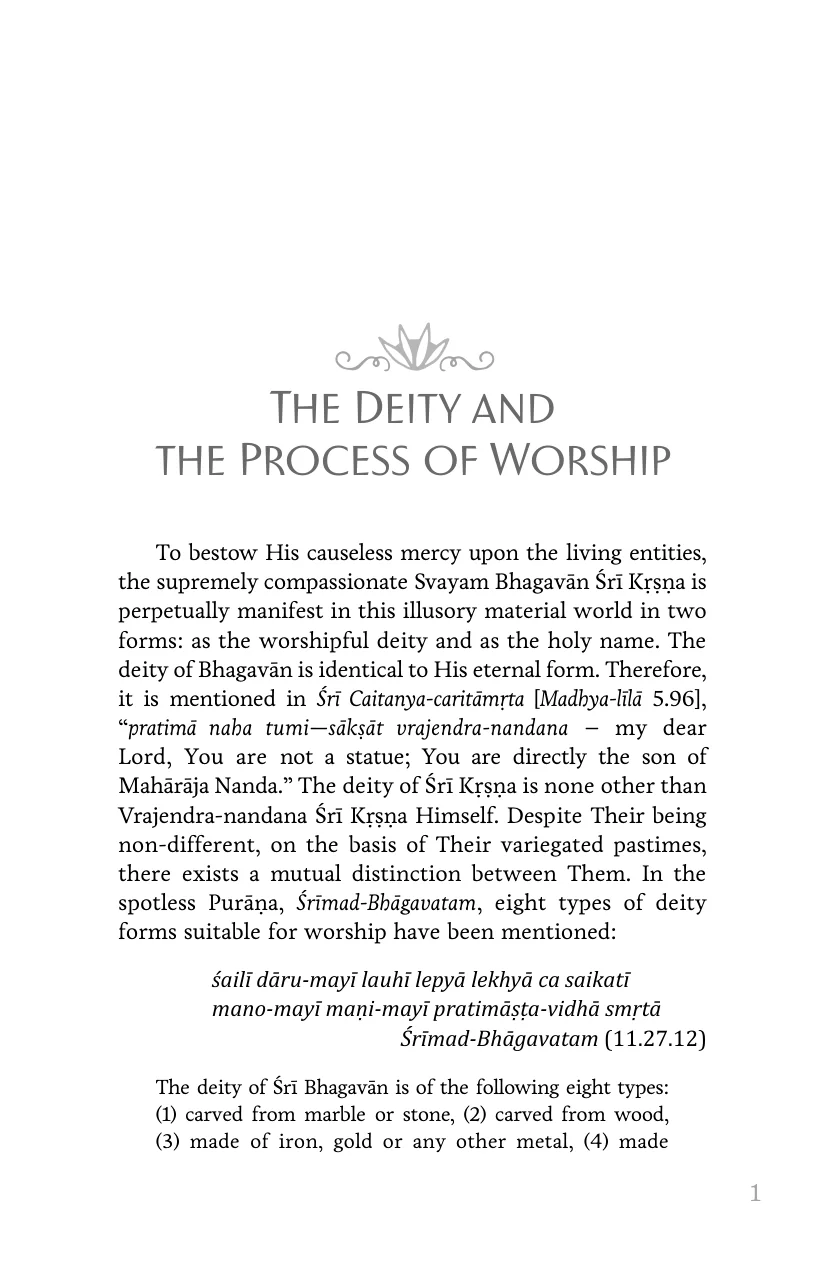 THE DEITY AND
THE PROCESS OF WORSHIP
To bestow His causeless mercy upon the living entities,
the supremely compassionate Svayam Bhagavān Śrī Kṛṣṇa is
perpetually manifest in this illusory material world in two
forms: as the worshipful deity and as the holy name. The
deity of Bhagavān is identical to His eternal form. Therefore,
it is mentioned in Śrī Caitanya-caritāmṛta [Madhya-līlā 5.96],
“pratimā naha tumi—sākṣāt vrajendra-nandana – my dear
Lord, You are not a statue; You are directly the son of
Mahārāja Nanda.” The deity of Śrī Kṛṣṇa is none other than
Vrajendra-nandana Śrī Kṛṣṇa Himself. Despite Their being
non-different, on the basis of Their variegated pastimes,
there exists a mutual distinction between Them. In the
spotless Purāṇa, Śrīmad-Bhāgavatam, eight types of deity
forms suitable for worship have been mentioned:
śailī dāru-mayī lauhī lepyā lekhyā ca saikatī
mano-mayī maṇi-mayī pratimāṣṭa-vidhā smṛtā
Śrīmad-Bhāgavatam (11.27.12)
The deity of Śrī Bhagavān is of the following eight types:
(1) carved from marble or stone, (2) carved from wood,
(3) made of iron, gold or any other metal, (4) made
1